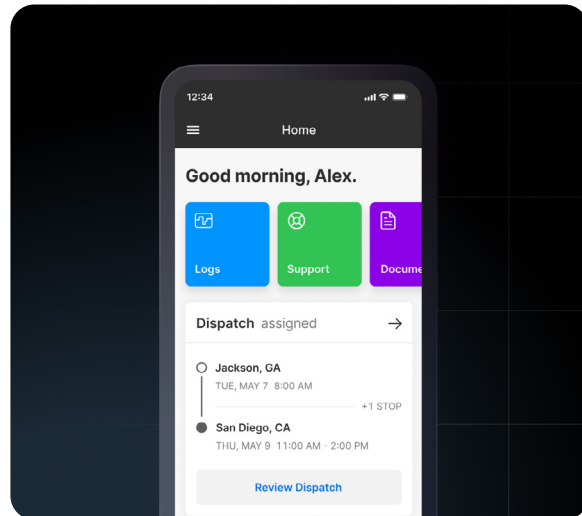 12:34
Home
Good morning, Alex.
Logs
Support
Docume
Dispatch assigned
Jackson, GA
TUE, MAY 7 8:00 AM
+1 STOP
San Diego, CA
THU, MAY 9 11:00 AM - 2:00 PM
Review Dispatch